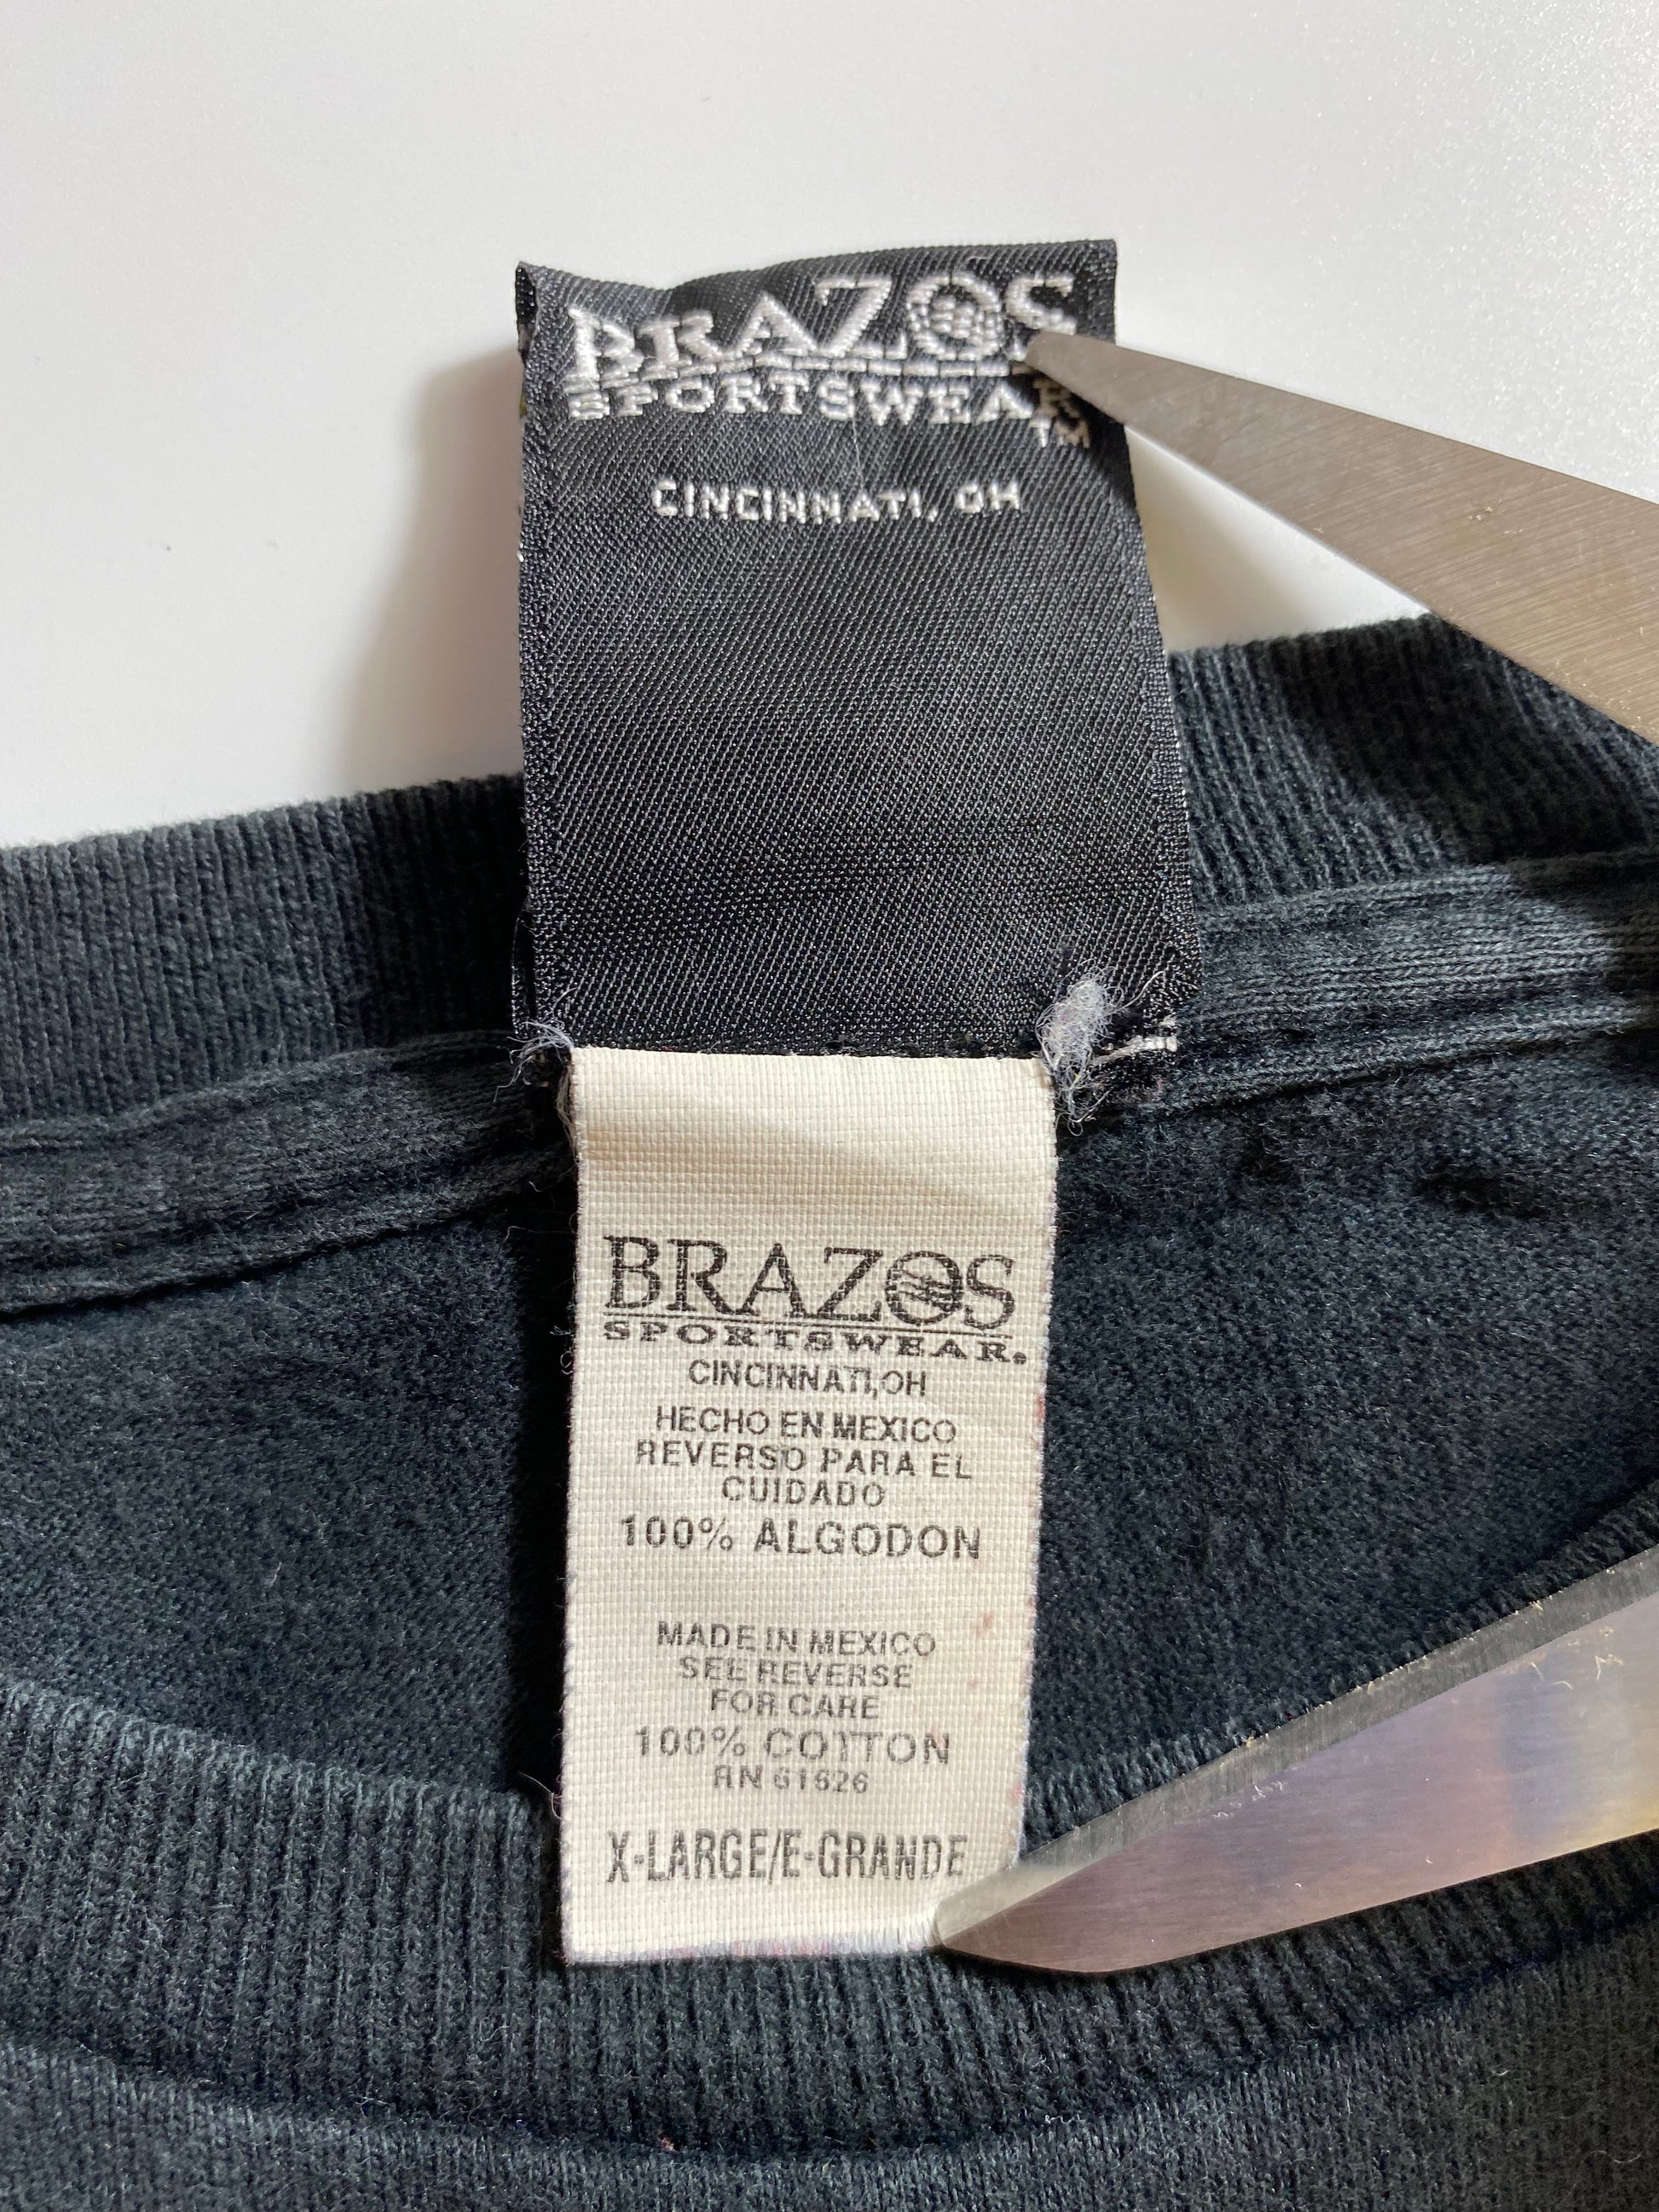 BRAZOS
SPORTSWEAR
TM
CINCINNATI, OH
BRAZOS
SPORTSWEAR.
CINCINNATI,OH
HECHO EN MEXICO
REVERSO PARA EL
CUIDADO
100% ALGODON
MADE IN MEXICO
SEE REVERSE
FOR CARE
100% COTTON
RN 61626
X-LARGE/E-GRANDE